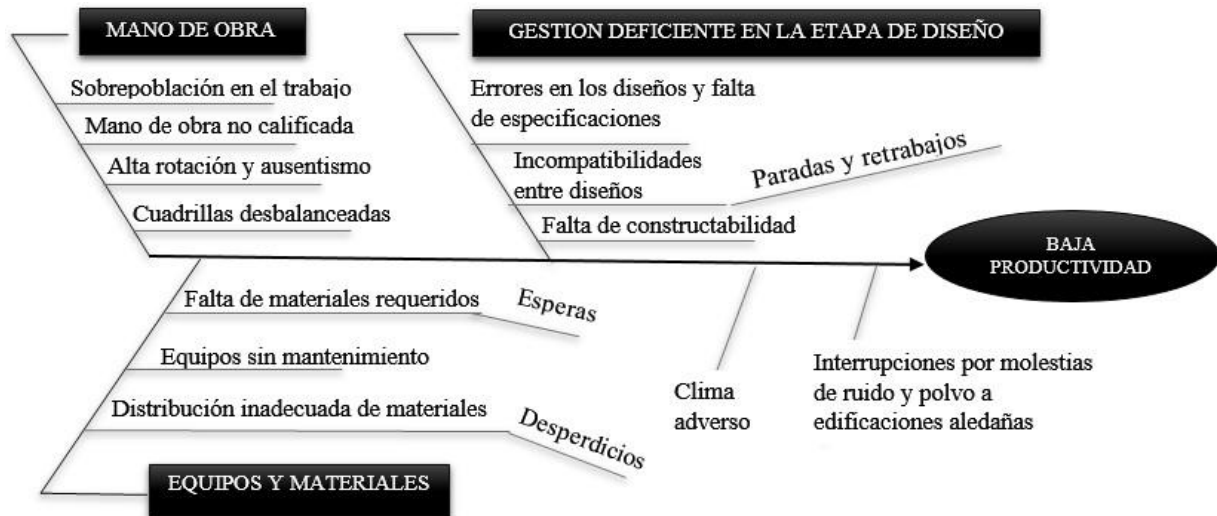 MANO DE OBRA
Sobrepoblación en el trabajo
Mano de obra no calificada
Alta rotación y ausentismo
Cuadrillas desbalanceadas
GESTION DEFICIENTE EN LA ETAPA DE DISEÑO
Errores en los diseños y falta
de especificaciones
Incompatibilidades
entre diseños
Paradas y retrabajos
Falta de constructabilidad
BAJA
PRODUCTIVIDAD
Falta de materiales requeridos
Esperas
Equipos sin mantenimiento
Distribución inadecuada de materiales
Desperdicios
EQUIPOS Y MATERIALES
Clima
adverso
Interrupciones por molestias
de ruido y polvo a
edificaciones aledañas